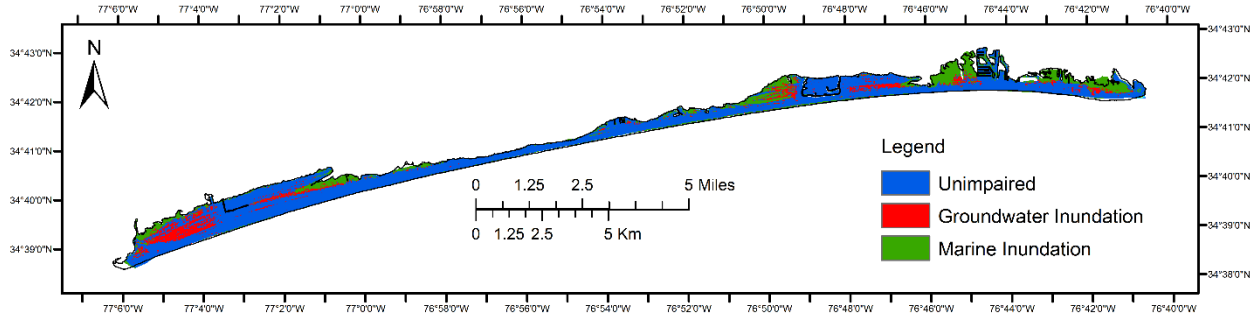 77°6'0"W 77°4'0"W 77°2'0"W 77°0'0"W 76°58'0"W 76°56'0"W 76°54'0"W 76°52'0"W 76°50'0"W 76°48'0"W 76°46'0"W 76°44'0"W 76°42'0"W 76°40'0"W
34°43'0"N
34°42'0"N
34°41'0"N
34°40'0"N
34°39'0"N
N
34°43'0"N
34°42'0"N
34°41'0"N
34°40'0"N
34°39'0"N
34°38'0"N
0 1.25 2.5 5 Miles
0 1.25 2.5 5 Km
Legend
Unimpaired
Groundwater Inundation
Marine Inundation
77°6'0"W 77°4'0"W 77°2'0"W 77°0'0"W 76°58'0"W 76°56'0"W 76°54'0"W 76°52'0"W 76°50'0"W 76°48'0"W 76°46'0"W 76°44'0"W 76°42'0"W 76°40'0"W